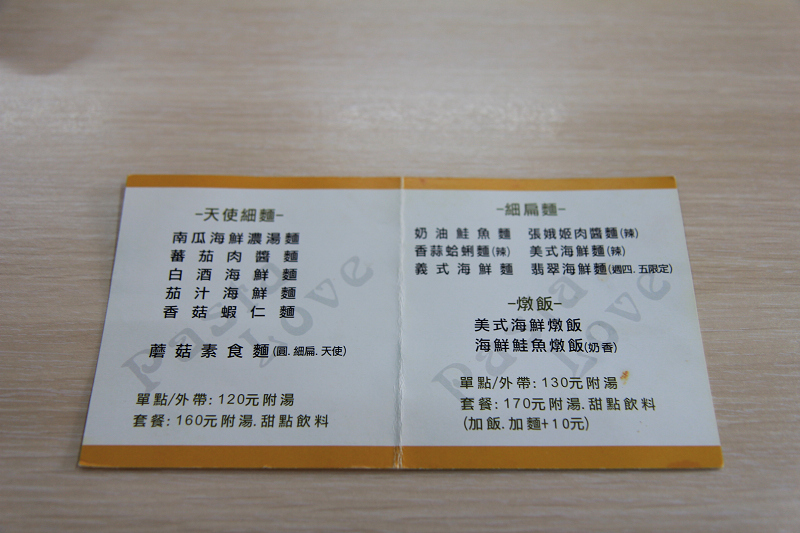 -天使細麵-
南瓜海鮮濃湯麵
蕃茄肉醬麵
白酒海鮮麵
茄汁海鮮麵
香菇蝦仁麵
蘑菇素食麵(圓.細扁.天使)
單點/外帶:120元附湯
套餐:160元附湯.甜點飲料
Pasta Love
-細扁麵-
奶油鮭魚麵 張娥姬肉醬麵(辣)
香蒜蛤蜊麵(辣) 美式海鮮麵(辣)
義式海鮮麵 翡翠海鮮麵(週四.五限定)
-燉飯-
美式海鮮燉飯
海鮮鮭魚燉飯(奶香)
單點/外帶:130元附湯
套餐:170元附湯.甜點飲料
(加飯.加麵+10元)
Pasta Love